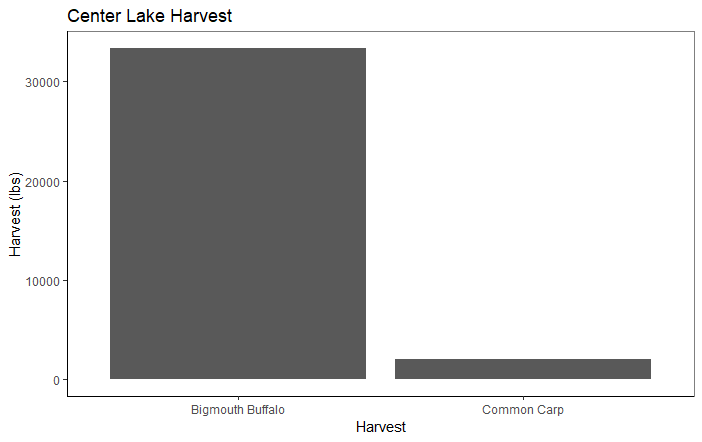 Center Lake Harvest
Harvest (lbs)
30000
20000
10000
0
Bigmouth Buffalo
Common Carp
Harvest